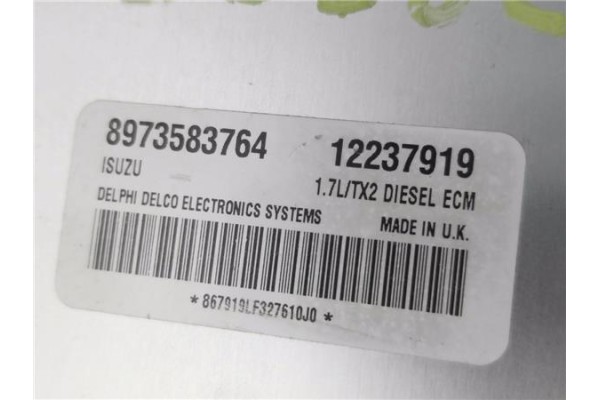 8973583764 12237919
ISUZU 1.7L/TX2 DIESEL ECM
DELPHI DELCO ELECTRONICS SYSTEMS MADE IN U.K.
*867919LF327610J0*